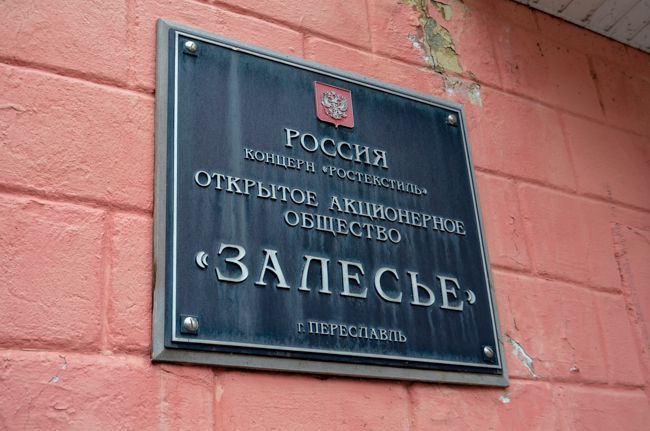 РОССИЯ
КОНЦЕРН «РОСТЕКСТИЛЬ»
ОТКРЫТОЕ АКЦИОНЕРНОЕ
ОБЩЕСТВО
«ЗАЛЕСЬЕ»
г. ПЕРЕСЛАВЛЬ